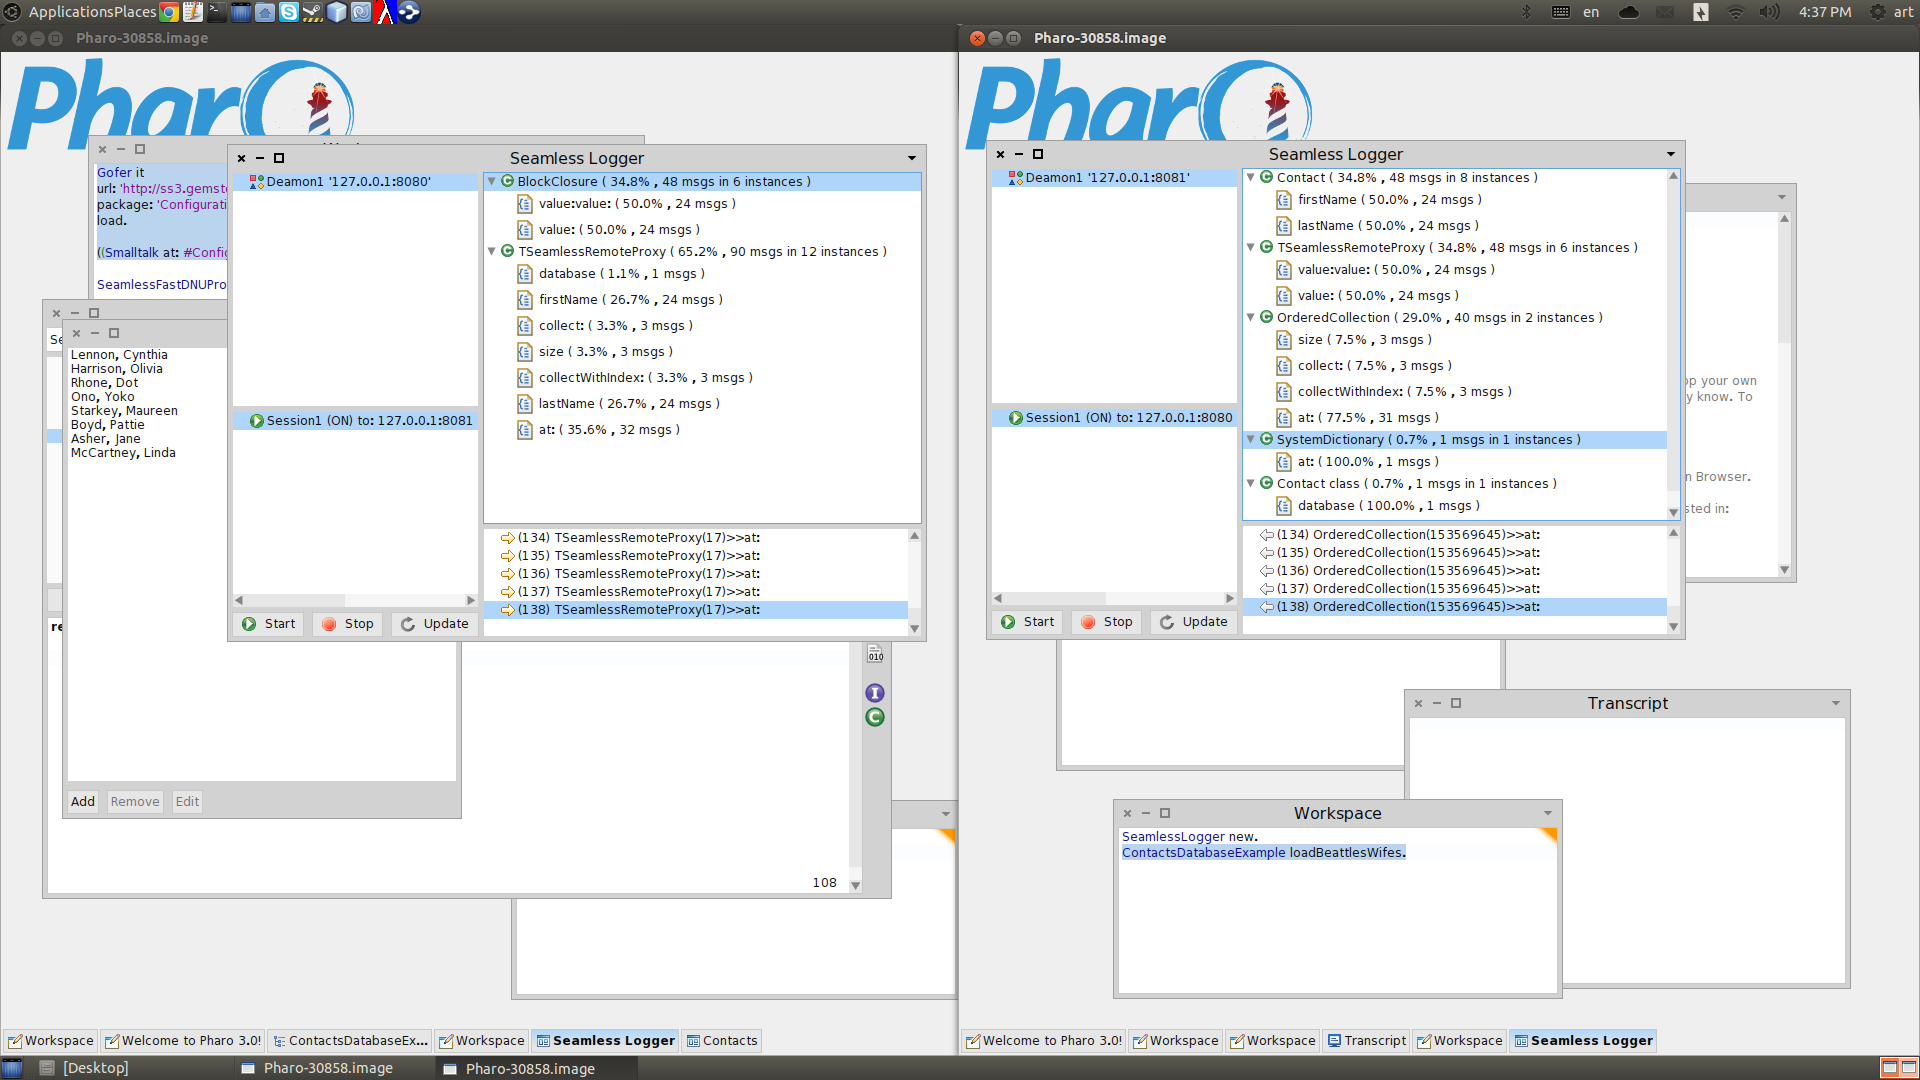 ApplicationsPlaces
en
4:37 PM
art
Pharo-30858.image
Pharo
Gofer it
url: 'http://ss3.gemst
package: 'Configurati
load.
((Smalltalk at: #Config
SeamlessFastDNUPro
Se
Lennon, Cynthia
Harrison, Olivia
Rhone, Dot
Ono, Yoko
Starkey, Maureen
Boyd, Pattie
Asher, Jane
McCartney, Linda
re
Add
Remove
Edit
108
010
I
C
Seamless Logger
Deamon1 '127.0.0.1:8080'
Session1 (ON) to: 127.0.0.1:8081
Start
Stop
Update
BlockClosure ( 34.8% , 48 msgs in 6 instances )
value:value: ( 50.0% , 24 msgs )
value: ( 50.0% , 24 msgs )
TSeamlessRemoteProxy ( 65.2% , 90 msgs in 12 instances )
database ( 1.1% , 1 msgs )
firstName ( 26.7% , 24 msgs )
collect: ( 3.3% , 3 msgs )
size ( 3.3% , 3 msgs )
collectWithIndex: ( 3.3% , 3 msgs )
lastName ( 26.7% , 24 msgs )
at: ( 35.6% , 32 msgs )
(134) TSeamlessRemoteProxy(17)>>at:
(135) TSeamlessRemoteProxy(17)>>at:
(136) TSeamlessRemoteProxy(17)>>at:
(137) TSeamlessRemoteProxy(17)>>at:
(138) TSeamlessRemoteProxy(17)>>at:
Workspace
Welcome to Pharo 3.0!
ContactsDatabaseEx...
Workspace
Seamless Logger
Contacts
Pharo-30858.image
Pharo
Seamless Logger
Deamon1 '127.0.0.1:8081'
Session1 (ON) to: 127.0.0.1:8080
Start
Stop
Update
Contact ( 34.8% , 48 msgs in 8 instances )
firstName ( 50.0% , 24 msgs )
lastName ( 50.0% , 24 msgs )
TSeamlessRemoteProxy ( 34.8% , 48 msgs in 6 instances )
value:value: ( 50.0% , 24 msgs )
value: ( 50.0% , 24 msgs )
OrderedCollection ( 29.0% , 40 msgs in 2 instances )
size ( 7.5% , 3 msgs )
collect: ( 7.5% , 3 msgs )
collectWithIndex: ( 7.5% , 3 msgs )
at: ( 77.5% , 31 msgs )
SystemDictionary ( 0.7% , 1 msgs in 1 instances )
at: ( 100.0% , 1 msgs )
Contact class ( 0.7% , 1 msgs in 1 instances )
database ( 100.0% , 1 msgs )
(134) OrderedCollection(153569645)>>at:
(135) OrderedCollection(153569645)>>at:
(136) OrderedCollection(153569645)>>at:
(137) OrderedCollection(153569645)>>at:
(138) OrderedCollection(153569645)>>at:
op your own
y know. To
n Browser.
sted in:
Transcript
Workspace
SeamlessLogger new.
ContactsDatabaseExample loadBeattlesWifes.
Welcome to Pharo 3.0!
Workspace
Workspace
Transcript
Workspace
Seamless Logger
[Desktop]
Pharo-30858.image
Pharo-30858.image